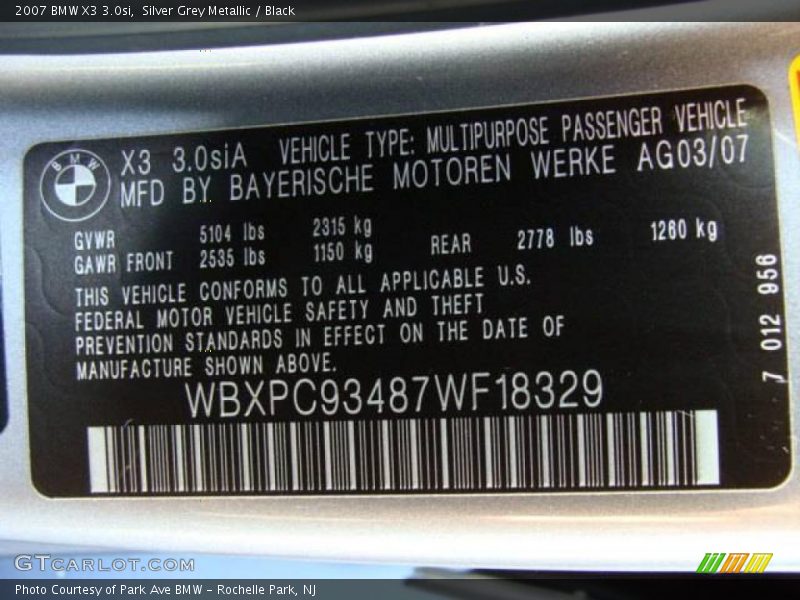 2007 BMW X3 3.0si, Silver Grey Metallic / Black
BMW
X3 3.0siA VEHICLE TYPE: MULTIPURPOSE PASSENGER VEHICLE
MFD BY BAYERISCHE MOTOREN WERKE AG03/07
GVWR 5104 lbs 2315 kg
GAWR FRONT 2535 lbs 1150 kg REAR 2778 lbs 1260 kg
THIS VEHICLE CONFORMS TO ALL APPLICABLE U.S.
FEDERAL MOTOR VEHICLE SAFETY AND THEFT
PREVENTION STANDARDS IN EFFECT ON THE DATE OF
MANUFACTURE SHOWN ABOVE.
7 012 956
WBXPC93487WF18329
GTCARLOT.COM
Photo Courtesy of Park Ave BMW - Rochelle Park, NJ